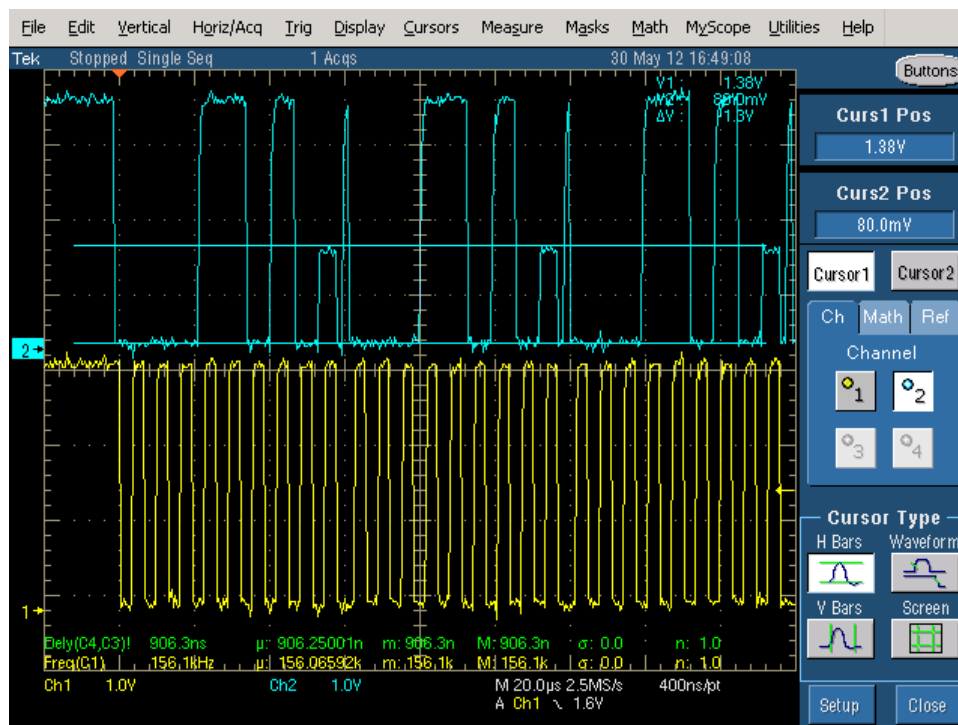 File Edit Vertical Horiz/Acq Trig Display Cursors Measure Masks Math MyScope Utilities Help
Tek Stopped Single Seq 1 Acqs 30 May 12 16:49:08
Buttons
V1 : 1.38V
V2 : 80.0mV
ΔV : 1.3V
Curs1 Pos
1.38V
Curs2 Pos
80.0mV
Cursor1 Cursor2
Ch Math Ref
Channel
1 2
3 4
2
Cursor Type
H Bars Waveform
V Bars Screen
1
Dely(C4,C3)! 906.3ns µ: 906.25001n m: 906.3n M: 906.3n σ: 0.0 n: 1.0
Freq(C1) 156.1kHz µ: 156.06592k m: 156.1k M: 156.1k σ: 0.0 n: 1.0
Ch1 1.0V Ch2 1.0V M 20.0µs 2.5MS/s 400ns/pt
A Ch1 \ 1.6V
Setup Close